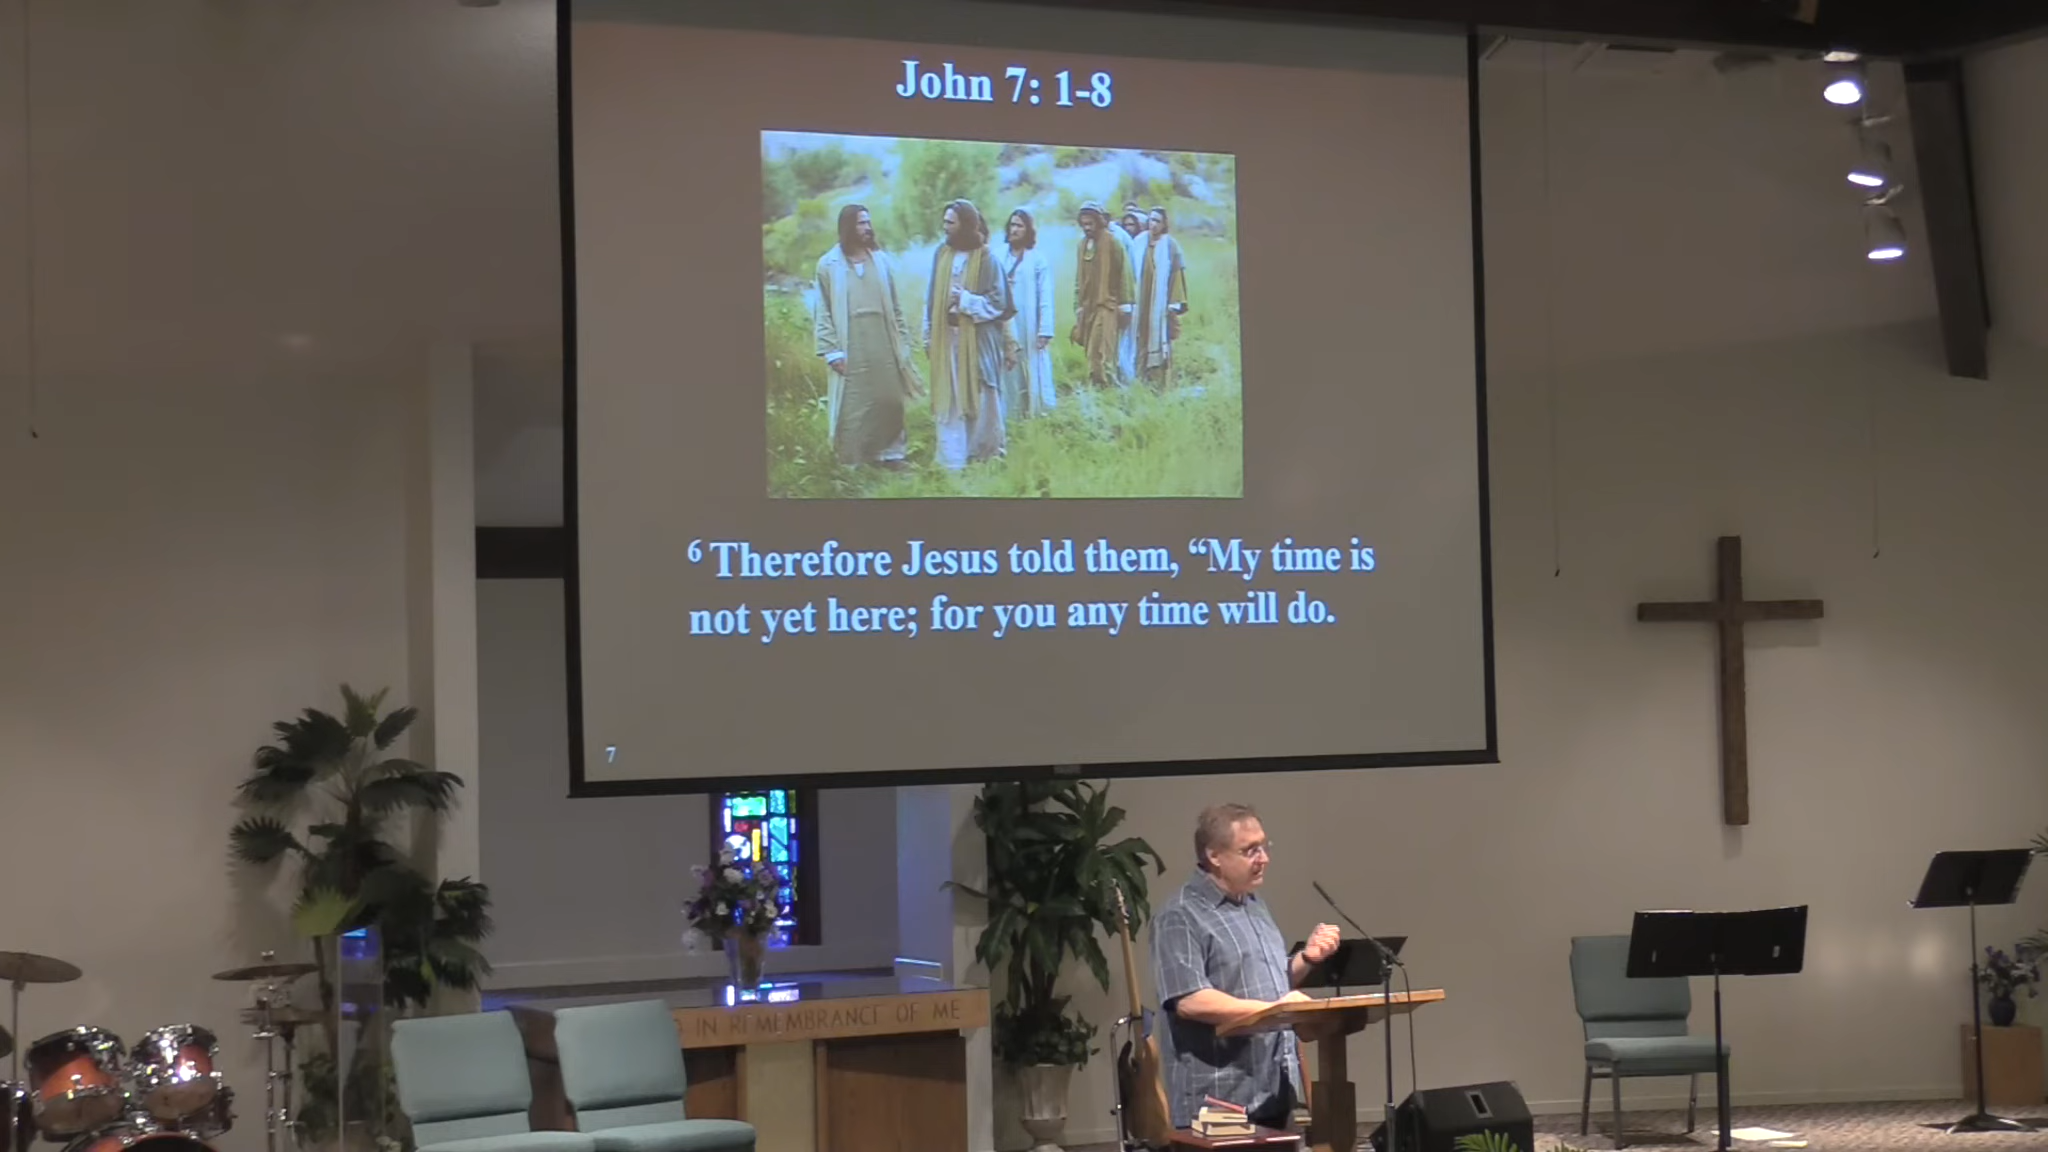 John 7: 1-8
6 Therefore Jesus told them, “My time is
not yet here; for you any time will do.
7
IN REMEMBRANCE OF ME